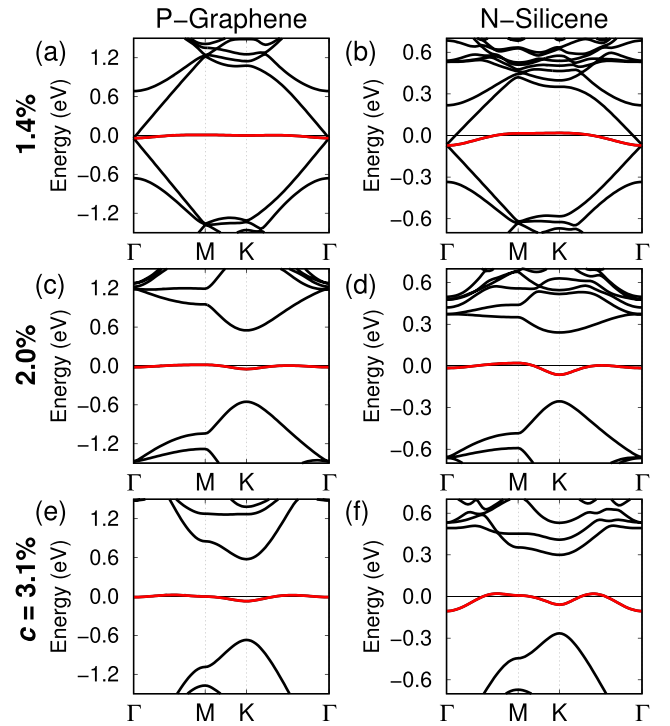 P−Graphene
N−Silicene
(a)
(b)
1.4%
Energy (eV)
1.2
0.6
0.0
−0.6
−1.2
Γ M K Γ
Energy (eV)
0.6
0.3
0.0
−0.3
−0.6
Γ M K Γ
(c)
(d)
2.0%
Energy (eV)
1.2
0.6
0.0
−0.6
−1.2
Γ M K Γ
Energy (eV)
0.6
0.3
0.0
−0.3
−0.6
Γ M K Γ
(e)
(f)
c = 3.1%
Energy (eV)
1.2
0.6
0.0
−0.6
−1.2
Γ M K Γ
Energy (eV)
0.6
0.3
0.0
−0.3
−0.6
Γ M K Γ